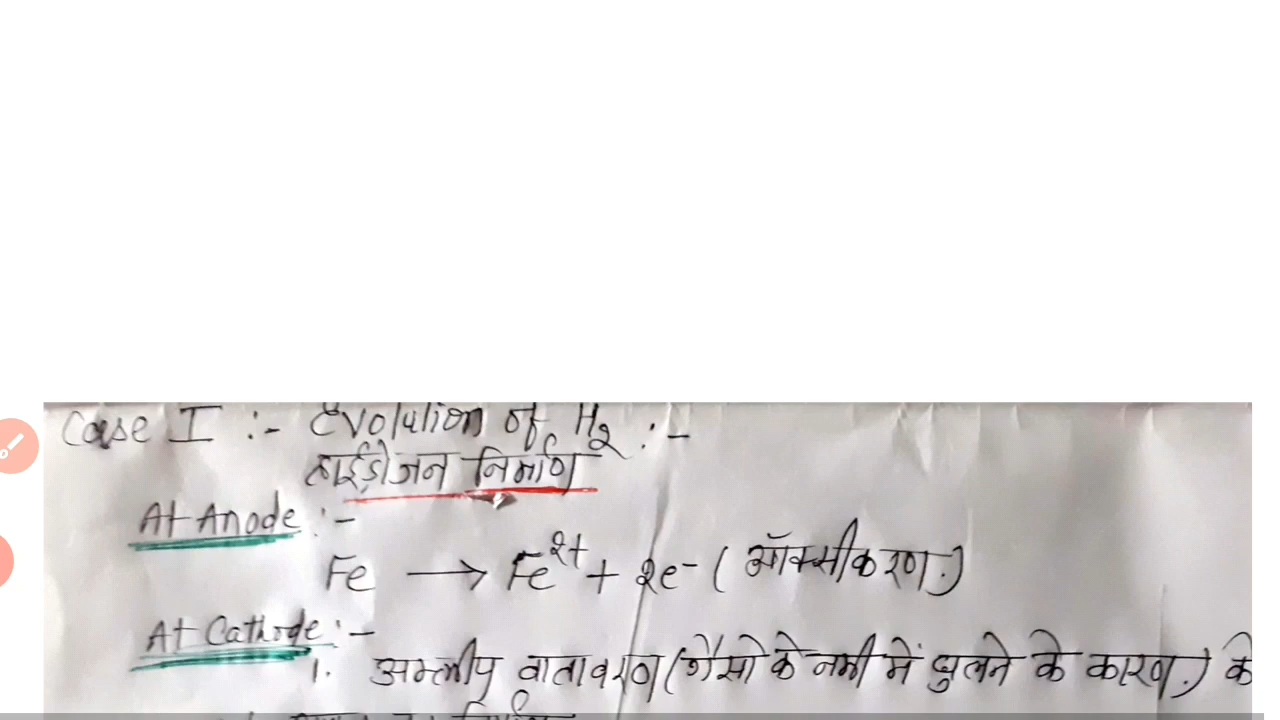 Case I :- Evolution of H₂ :-
हाईड्रोजन निर्माण
At Anode :-
Fe → Fe²⁺ + 2e⁻ ( ऑक्सीकरण.)
At Cathode :-
1. अम्लीय वातावरण (गैसो के नमी में घुलने के कारण.) के